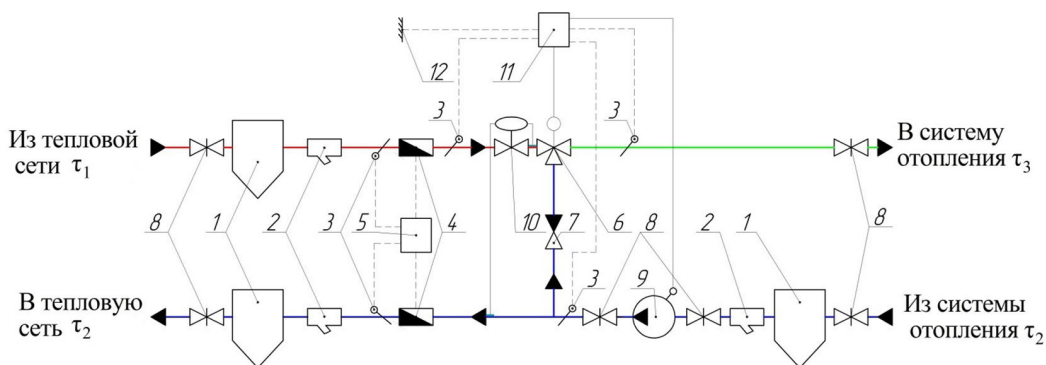 12
11
3
3
Из тепловой
сети τ₁
В систему
отопления τ₃
8
1
2
3
5
4
10
7
6
8
2
1
8
3
9
В тепловую
сеть τ₂
Из системы
отопления τ₂